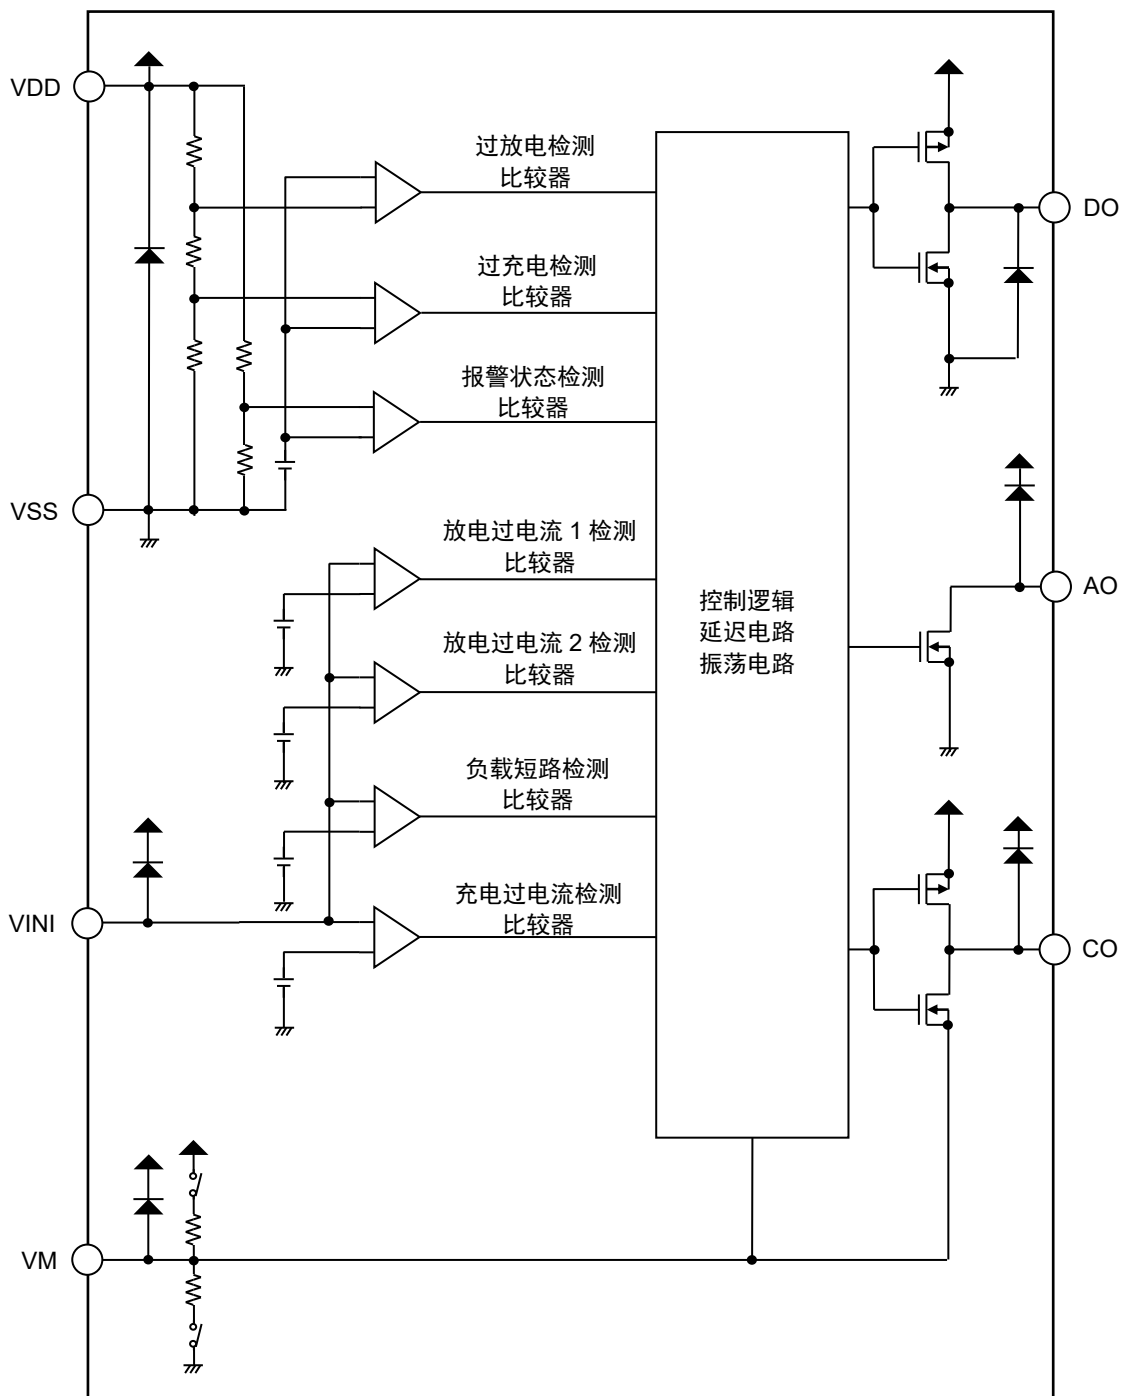 VDD
过放电检测
比较器
DO
过充电检测
比较器
报警状态检测
比较器
VSS
放电过电流 1 检测
比较器
AO
控制逻辑
延迟电路
振荡电路
放电过电流 2 检测
比较器
负载短路检测
比较器
充电过电流检测
比较器
VINI
CO
VM